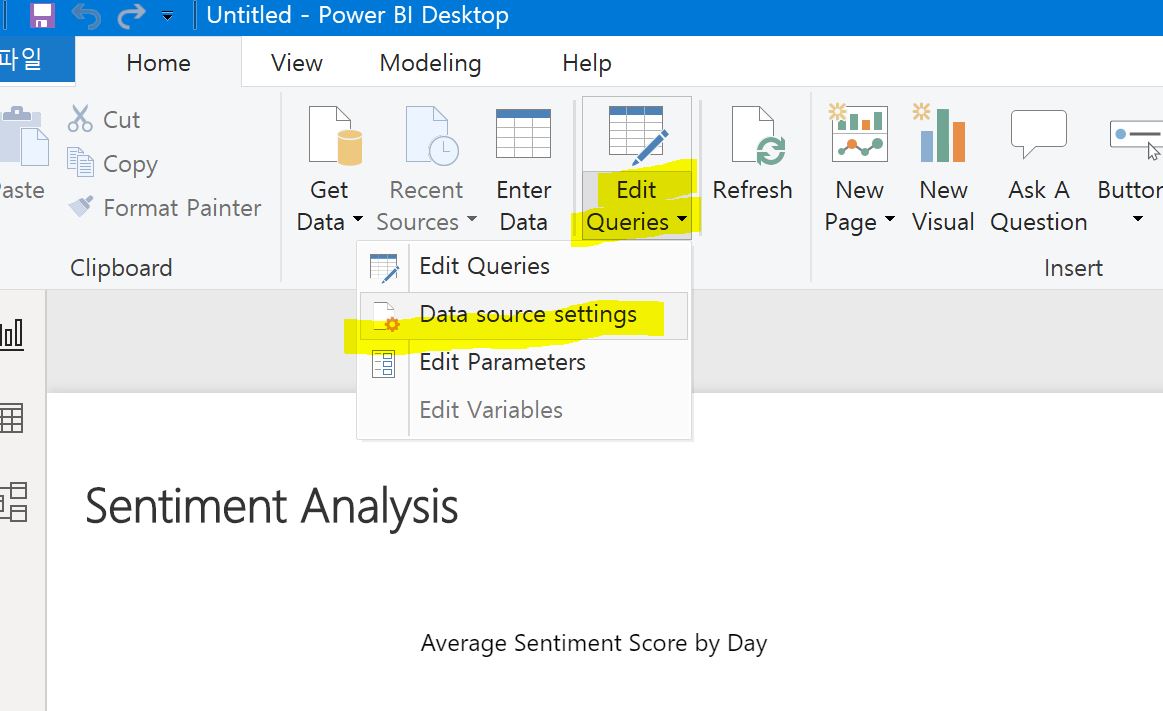 Untitled - Power BI Desktop
파일
Home
View
Modeling
Help
Cut
Copy
Format Painter
Clipboard
Get
Data
Recent
Sources
Enter
Data
Edit
Queries
Refresh
New
Page
New
Visual
Ask A
Question
Insert
Edit Queries
Data source settings
Edit Parameters
Edit Variables
Sentiment Analysis
Average Sentiment Score by Day